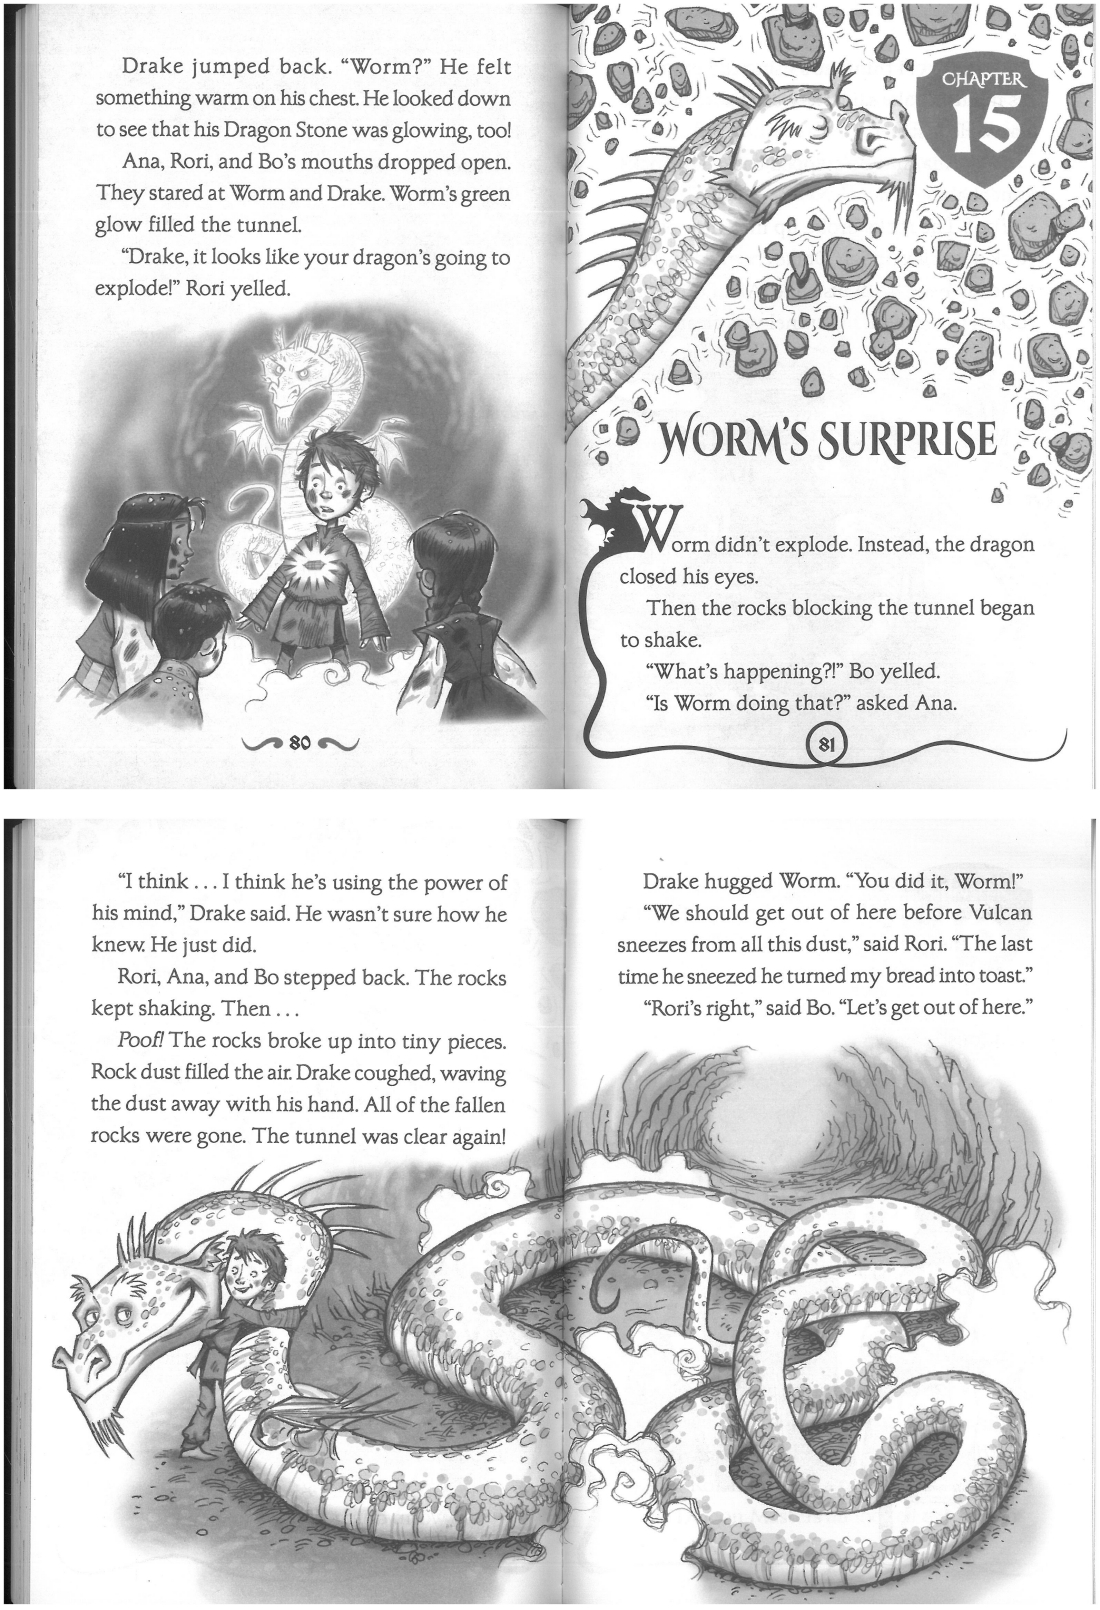 Drake jumped back. “Worm?” He felt
something warm on his chest. He looked down
to see that his Dragon Stone was glowing, too!
Ana, Rori, and Bo’s mouths dropped open.
They stared at Worm and Drake. Worm’s green
glow filled the tunnel.
“Drake, it looks like your dragon’s going to
explode!” Rori yelled.
80
CHAPTER
15
WORM’S SURPRISE
Worm didn’t explode. Instead, the dragon
closed his eyes.
Then the rocks blocking the tunnel began
to shake.
“What’s happening?!” Bo yelled.
“Is Worm doing that?” asked Ana.
81
“I think . . . I think he’s using the power of
his mind,” Drake said. He wasn’t sure how he
knew. He just did.
Rori, Ana, and Bo stepped back. The rocks
kept shaking. Then . . .
Poof! The rocks broke up into tiny pieces.
Rock dust filled the air. Drake coughed, waving
the dust away with his hand. All of the fallen
rocks were gone. The tunnel was clear again!
Drake hugged Worm. “You did it, Worm!”
“We should get out of here before Vulcan
sneezes from all this dust,” said Rori. “The last
time he sneezed he turned my bread into toast.”
“Rori’s right,” said Bo. “Let’s get out of here.”